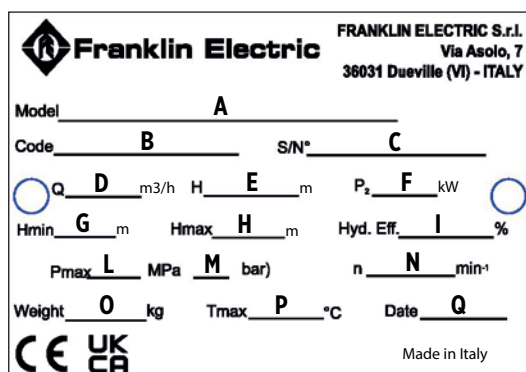 Franklin Electric
FRANKLIN ELECTRIC S.r.l.
Via Asolo, 7
36031 Dueville (VI) - ITALY
Model A
Code B S/N° C
Q D m3/h H E m P₂ F kW
Hmin G m Hmax H m Hyd. Eff. I %
Pmax L MPa M bar) n N min-¹
Weight O kg Tmax P °C Date Q
CE UK CA Made in Italy